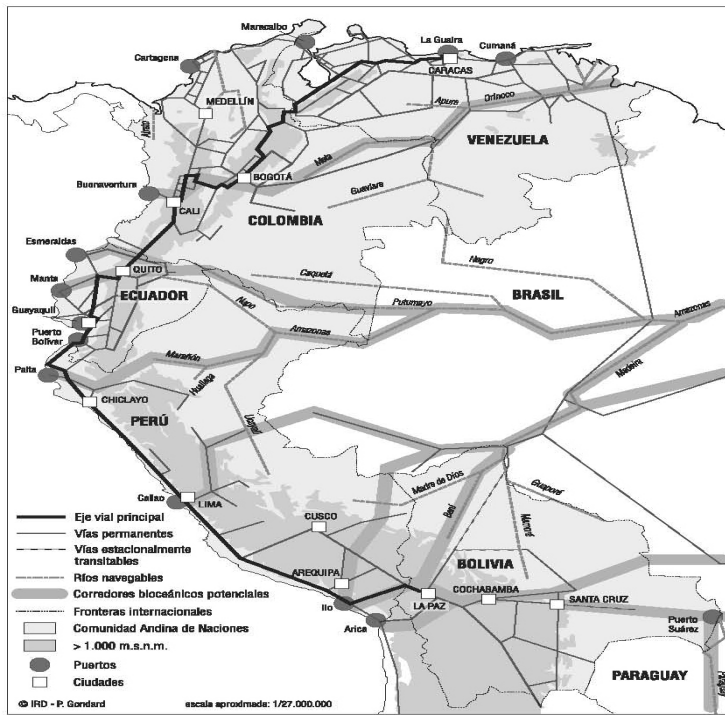 Maracaibo
La Guaira
Cumaná
Cartagena
CARACAS
MEDELLÍN
Apure
Orinoco
VENEZUELA
Meta
BOGOTÁ
Buenaventura
Guaviare
CALI
COLOMBIA
Esmeraldas
Negro
QUITO
Caquetá
Manta
ECUADOR
BRASIL
Napo
Putumayo
Guayaquil
Amazonas
Amazonas
Puerto
Bolívar
Marañón
Madeira
Paita
Huallaga
CHICLAYO
PERÚ
Ucayali
Madre de Dios
Guaporé
Callao
LIMA
Beni
Mamoré
CUSCO
Eje vial principal
Vías permanentes
Vías estacionalmente
transitables
AREQUIPA
BOLIVIA
Ríos navegables
COCHABAMBA
Corredores bioceánicos potenciales
LA PAZ
SANTA CRUZ
Ilo
Fronteras internacionales
Arica
Puerto
Suárez
Comunidad Andina de Naciones
> 1.000 m.s.n.m.
Puertos
PARAGUAY
Ciudades
© IRD - P. Gondard
escala aproximada: 1/27.000.000